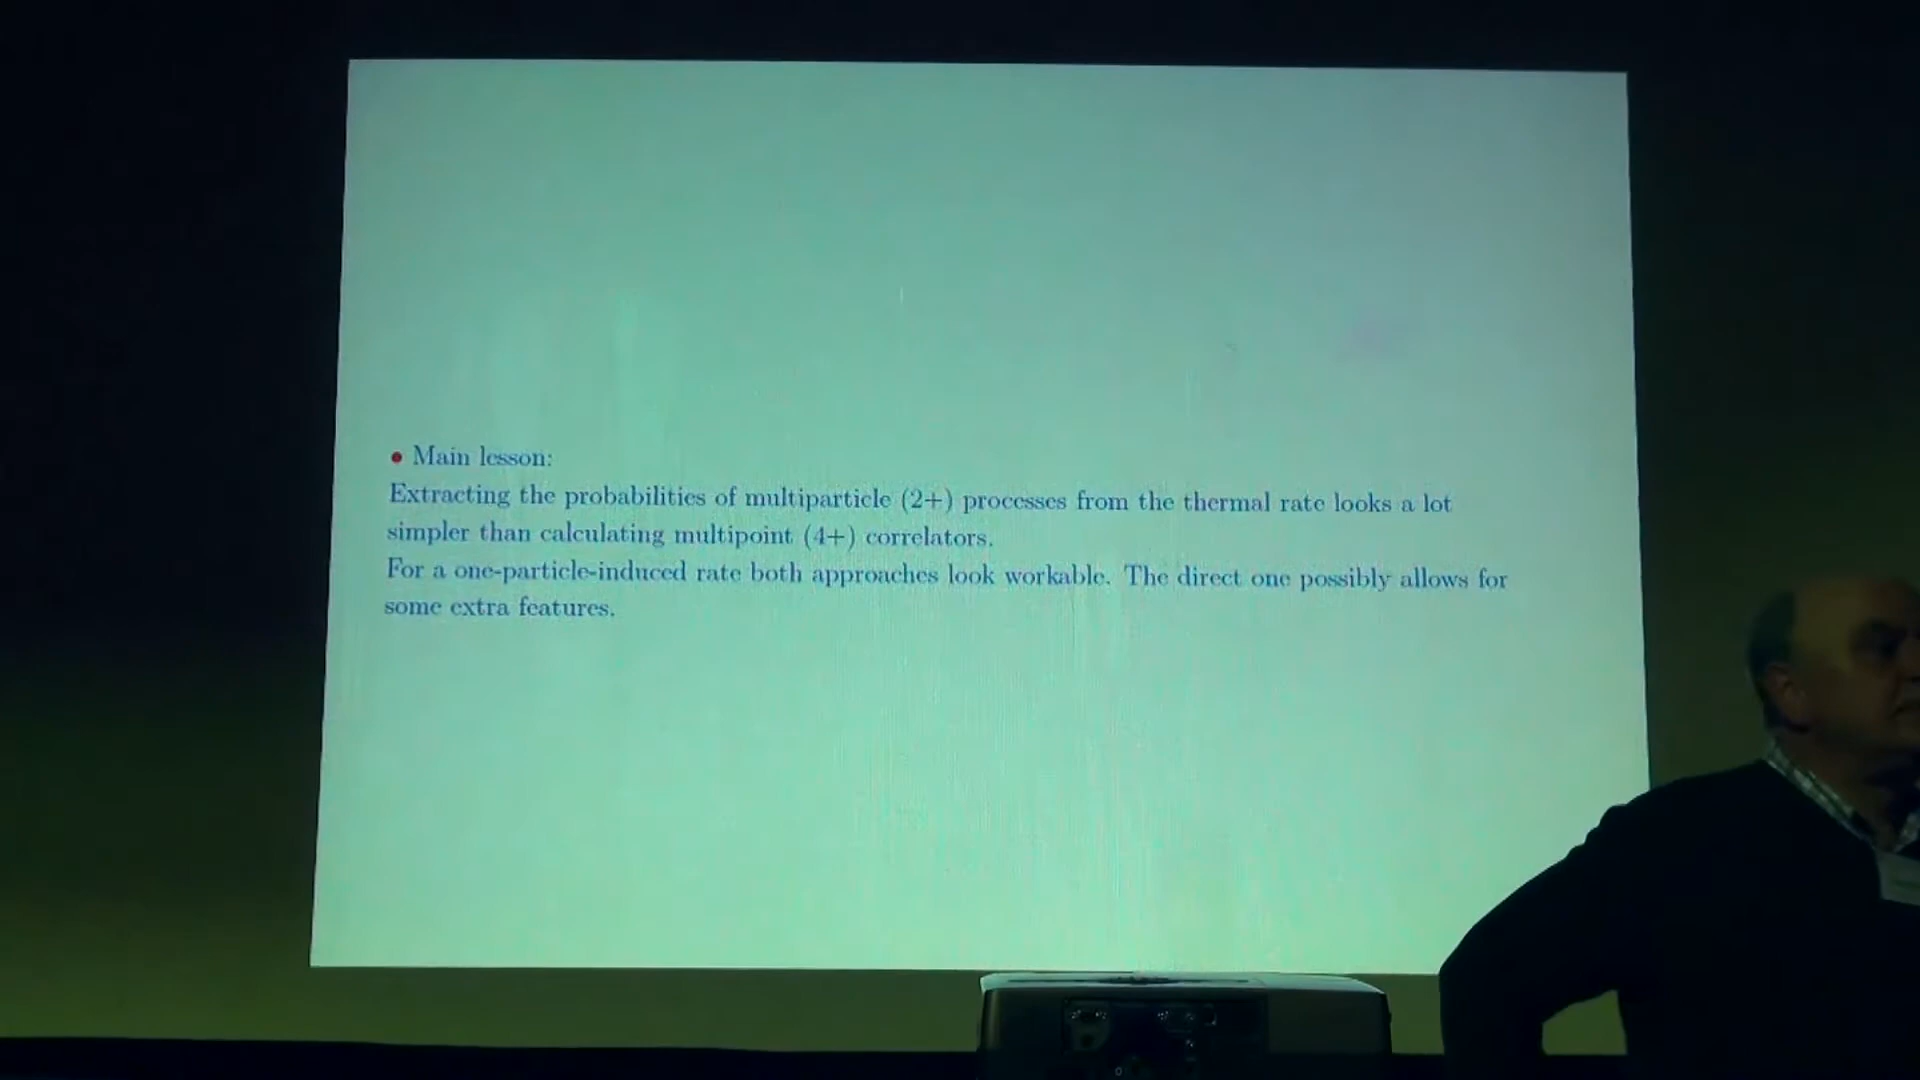 • Main lesson:
Extracting the probabilities of multiparticle (2+) processes from the thermal rate looks a lot
simpler than calculating multipoint (4+) correlators.
For a one-particle-induced rate both approaches look workable. The direct one possibly allows for
some extra features.